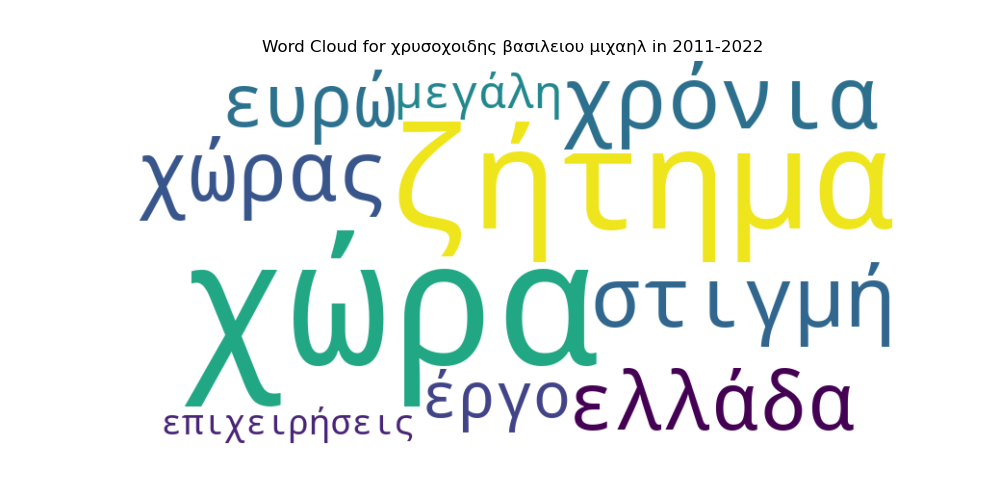 Word Cloud for χρυσοχοιδης βασιλειου μιχαηλ in 2011-2022
ευρώ μεγάλη χρόνια
χώρας ζήτημα
χώρα στιγμή
έργο ελλάδα
επιχειρήσεις